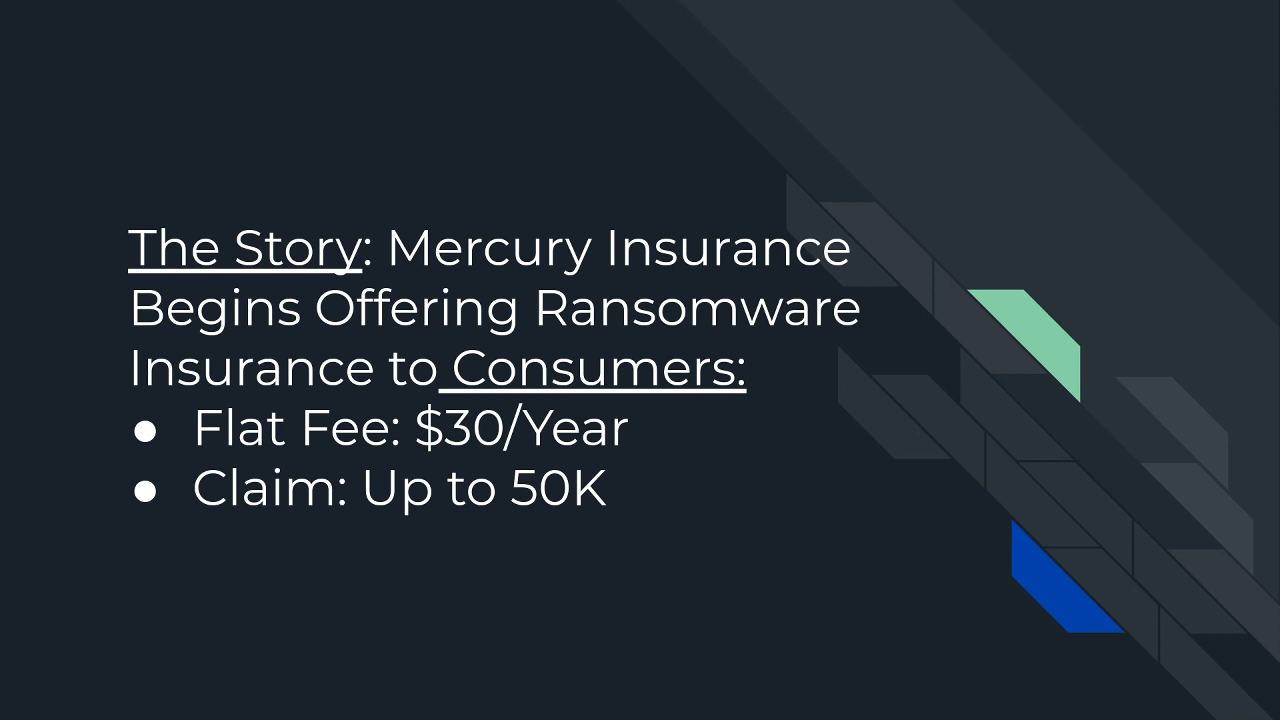 The Story: Mercury Insurance
Begins Offering Ransomware
Insurance to Consumers:
● Flat Fee: $30/Year
● Claim: Up to 50K